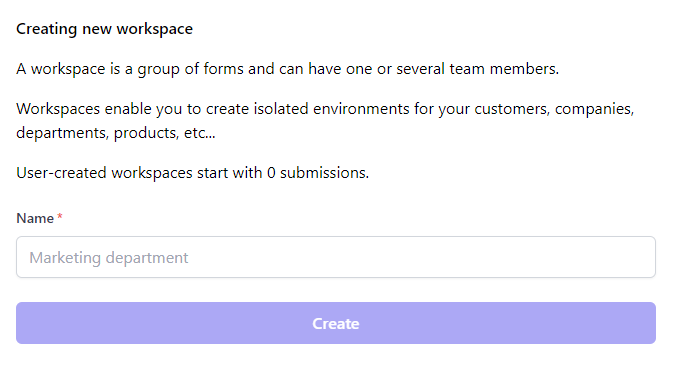 Creating new workspace
A workspace is a group of forms and can have one or several team members.
Workspaces enable you to create isolated environments for your customers, companies,
departments, products, etc...
User-created workspaces start with 0 submissions.
Name *
Marketing department
Create